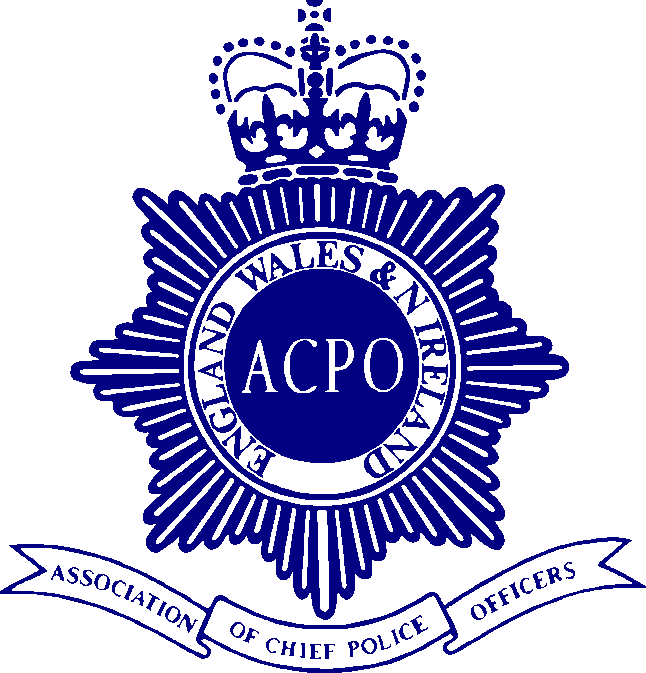 ENGLAND WALES & N IRELAND
ACPO
ASSOCIATION OF CHIEF POLICE OFFICERS